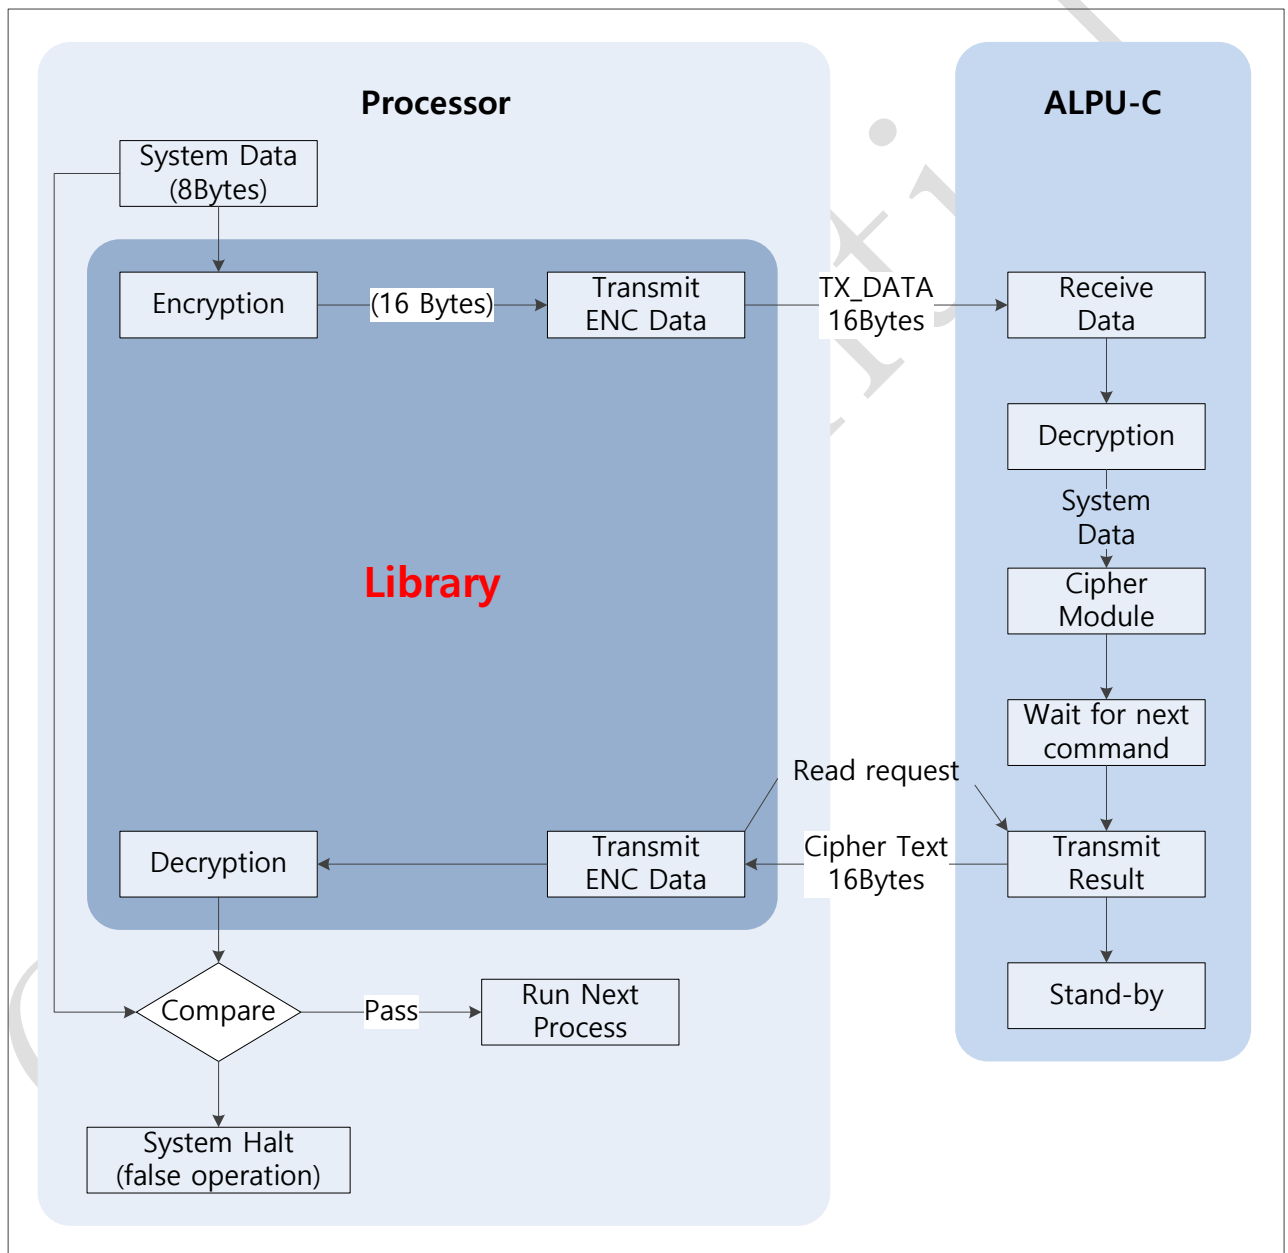 Processor
ALPU-C
System Data
(8Bytes)
Encryption
(16 Bytes)
Transmit
ENC Data
TX_DATA
16Bytes
Receive
Data
Decryption
System
Data
Library
Cipher
Module
Wait for next
command
Read request
Decryption
Transmit
ENC Data
Cipher Text
16Bytes
Transmit
Result
Compare
Pass
Run Next
Process
Stand-by
System Halt
(false operation)